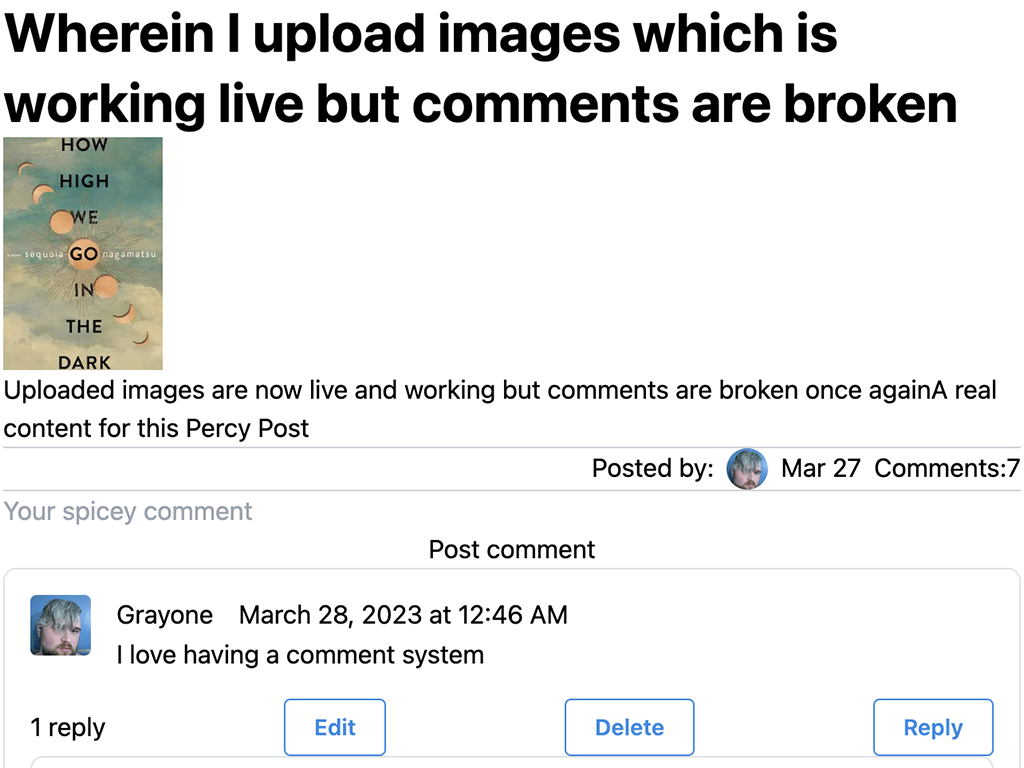 Wherein I upload images which is
working live but comments are broken
HOW
HIGH
WE
sequoia GO nagamatsu
IN
THE
DARK
Uploaded images are now live and working but comments are broken once againA real
content for this Percy Post
Posted by: Mar 27 Comments:7
Your spicey comment
Post comment
Grayone March 28, 2023 at 12:46 AM
I love having a comment system
1 reply Edit Delete Reply